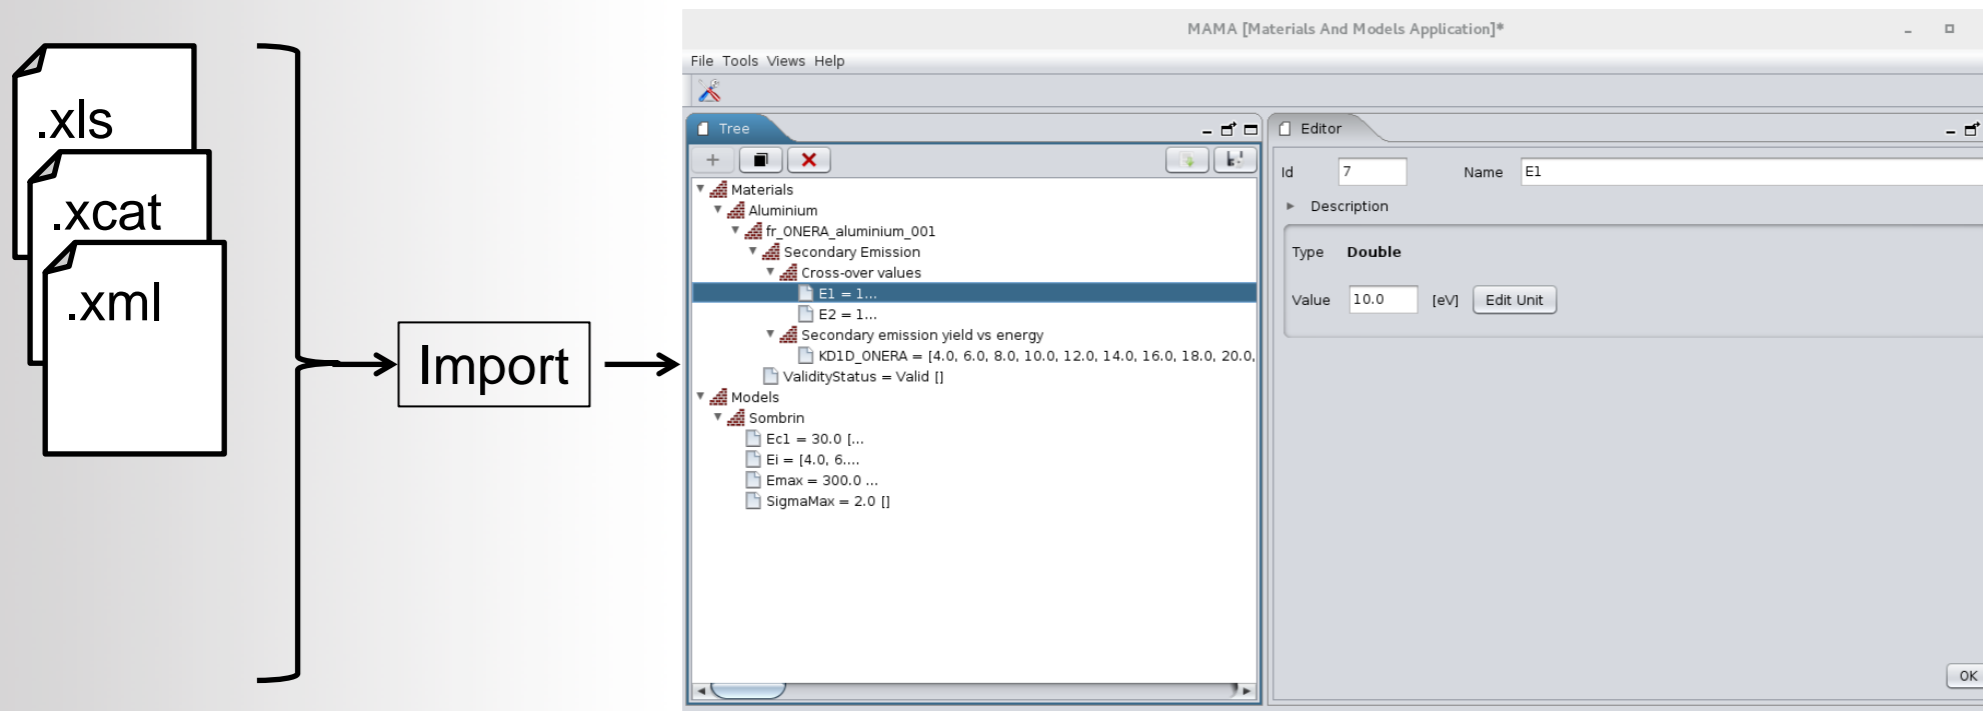 .xls
.xcat
.xml
Import
MAMA [Materials And Models Application]*
File Tools Views Help
Tree
Materials
Aluminium
fr_ONERA_aluminium_001
Secondary Emission
Cross-over values
E1 = 1...
E2 = 1...
Secondary emission yield vs energy
KD1D_ONERA = [4.0, 6.0, 8.0, 10.0, 12.0, 14.0, 16.0, 18.0, 20.0,
ValidityStatus = Valid []
Models
Sombrin
Ec1 = 30.0 [...
Ei = [4.0, 6....
Emax = 300.0 ...
SigmaMax = 2.0 []
Editor
Id 7 Name E1
Description
Type Double
Value 10.0 [eV] Edit Unit
OK